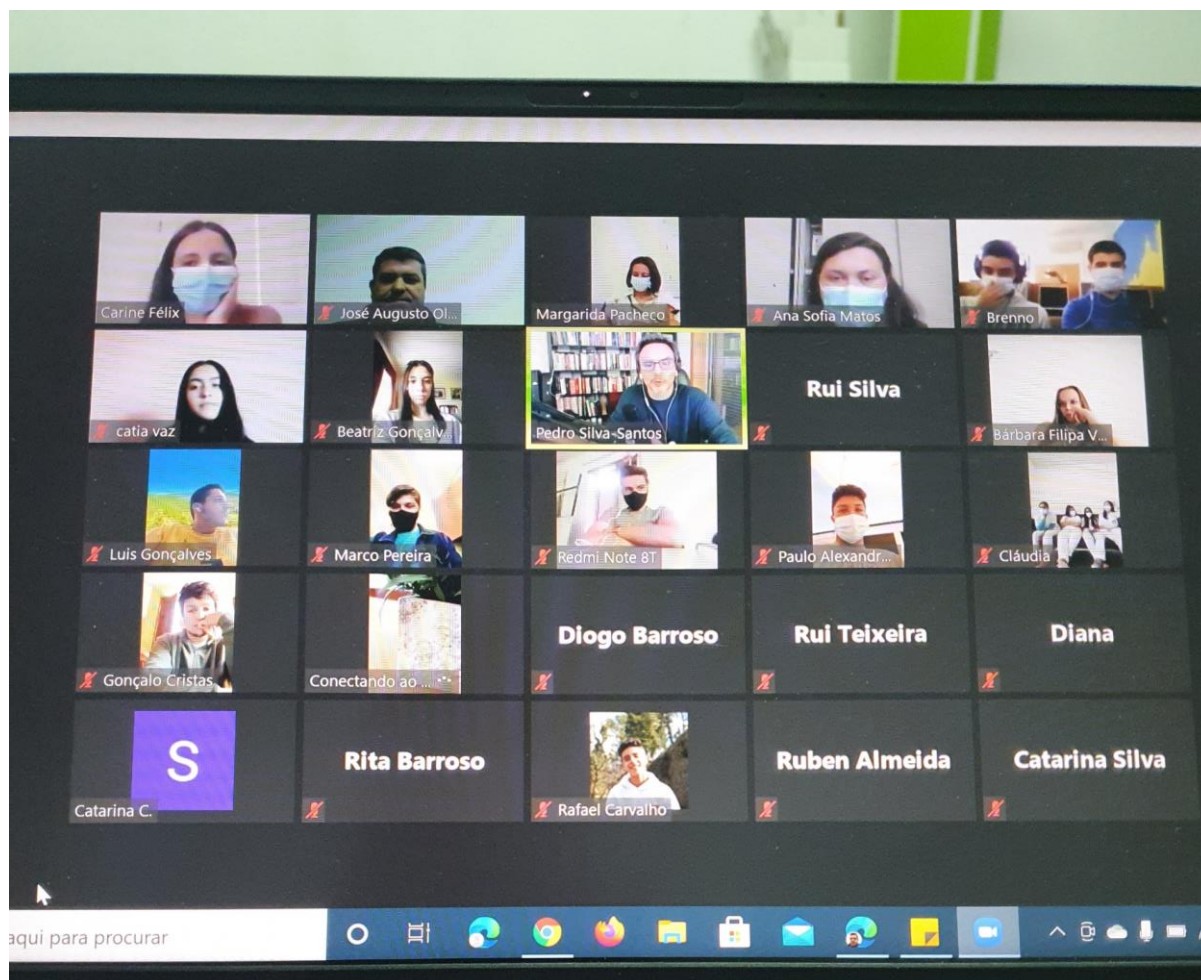 Carine Félix
José Augusto Ol...
Margarida Pacheco
Ana Sofia Matos
Brenno
catia vaz
Beatriz Gonçalv...
Pedro Silva-Santos
Rui Silva
Bárbara Filipa V...
Luis Gonçalves
Marco Pereira
Redmi Note 8T
Paulo Alexandr...
Cláudia
Gonçalo Cristas
Conectando ao ...
Diogo Barroso
Rui Teixeira
Diana
S
Catarina C.
Rita Barroso
Rafael Carvalho
Ruben Almeida
Catarina Silva
aqui para procurar